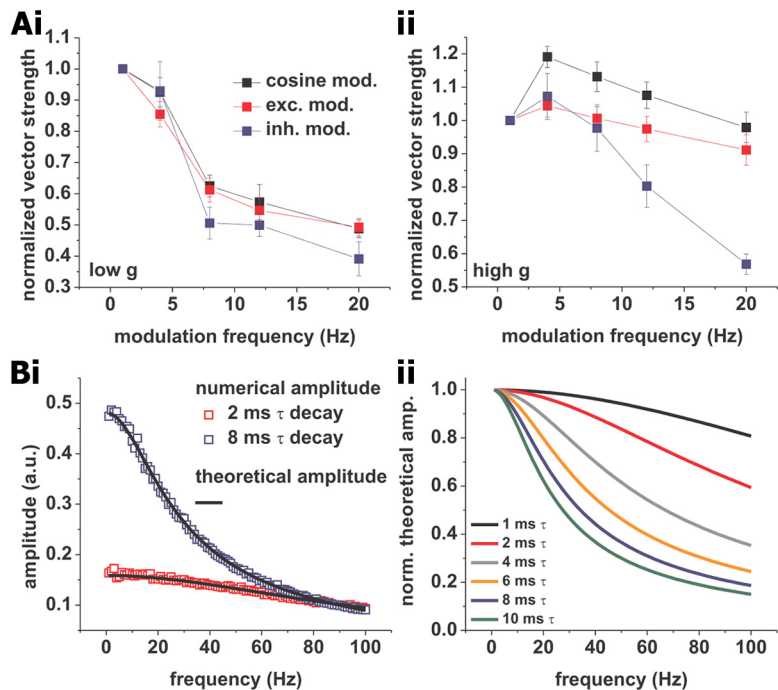 Ai
normalized vector strength
1.0
0.9
0.8
0.7
0.6
0.5
0.4
0.3
cosine mod.
exc. mod.
inh. mod.
low g
0 5 10 15 20
modulation frequency (Hz)
ii
normalized vector strength
1.2
1.1
1.0
0.9
0.8
0.7
0.6
0.5
high g
0 5 10 15 20
modulation frequency (Hz)
Bi
amplitude (a.u.)
0.5
0.4
0.3
0.2
0.1
numerical amplitude
2 ms τ decay
8 ms τ decay
theoretical amplitude
0 20 40 60 80 100
frequency (Hz)
ii
norm. theoretical amp.
1.0
0.8
0.6
0.4
0.2
0.0
1 ms τ
2 ms τ
4 ms τ
6 ms τ
8 ms τ
10 ms τ
0 20 40 60 80 100
frequency (Hz)